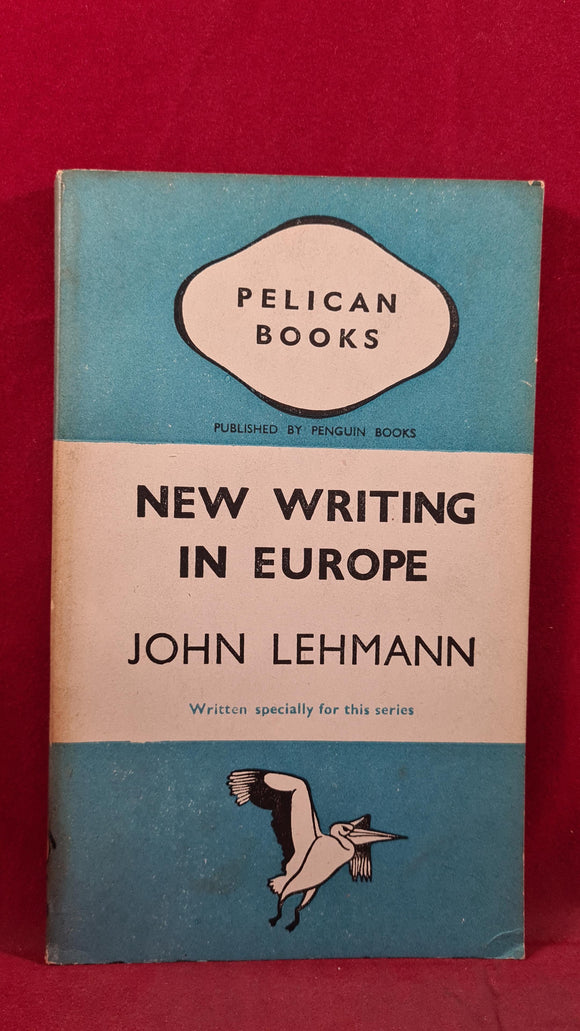 PELICAN
BOOKS
PUBLISHED BY PENGUIN BOOKS
NEW WRITING
IN EUROPE
JOHN LEHMANN
Written specially for this series